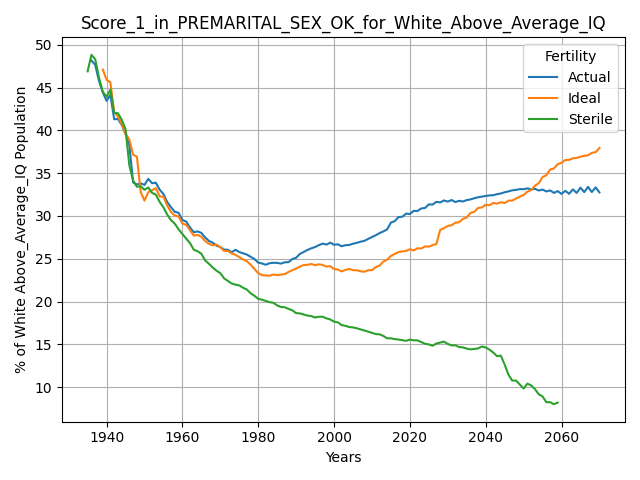 Score_1_in_PREMARITAL_SEX_OK_for_White_Above_Average_IQ
% of White Above_Average_IQ Population
50
45
40
35
30
25
20
15
10
Fertility
Actual
Ideal
Sterile
1940 1960 1980 2000 2020 2040 2060
Years